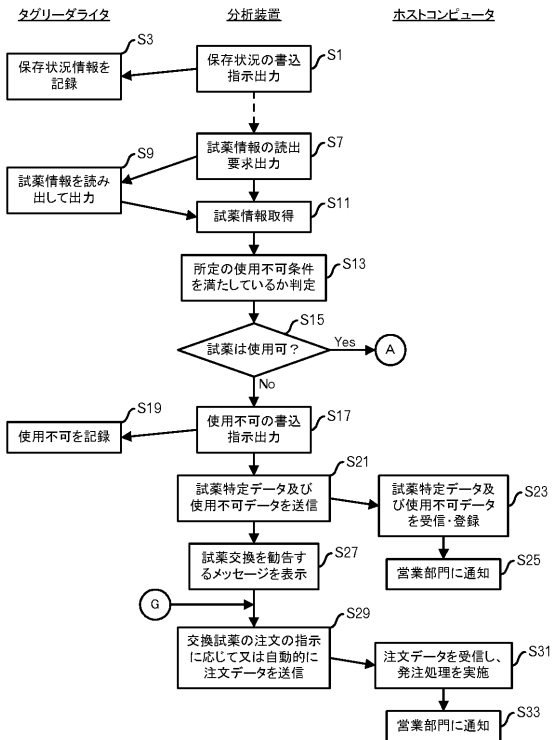 タグリーダライタ
分析装置
ホストコンピュータ
S3
保存状況情報を
記録
S1
保存状況の書込
指示出力
S7
試薬情報の読出
要求出力
S9
試薬情報を読み
出して出力
S11
試薬情報取得
S13
所定の使用不可条件
を満たしているか判定
S15
試薬は使用可?
Yes
A
No
S19
使用不可を記録
S17
使用不可の書込
指示出力
S21
試薬特定データ及び
使用不可データを送信
S23
試薬特定データ及
び使用不可データ
を受信・登録
S27
試薬交換を勧告す
るメッセージを表示
S25
営業部門に通知
G
S29
交換試薬の注文の指示
に応じて又は自動的に
注文データを送信
S31
注文データを受信し、
発注処理を実施
S33
営業部門に通知